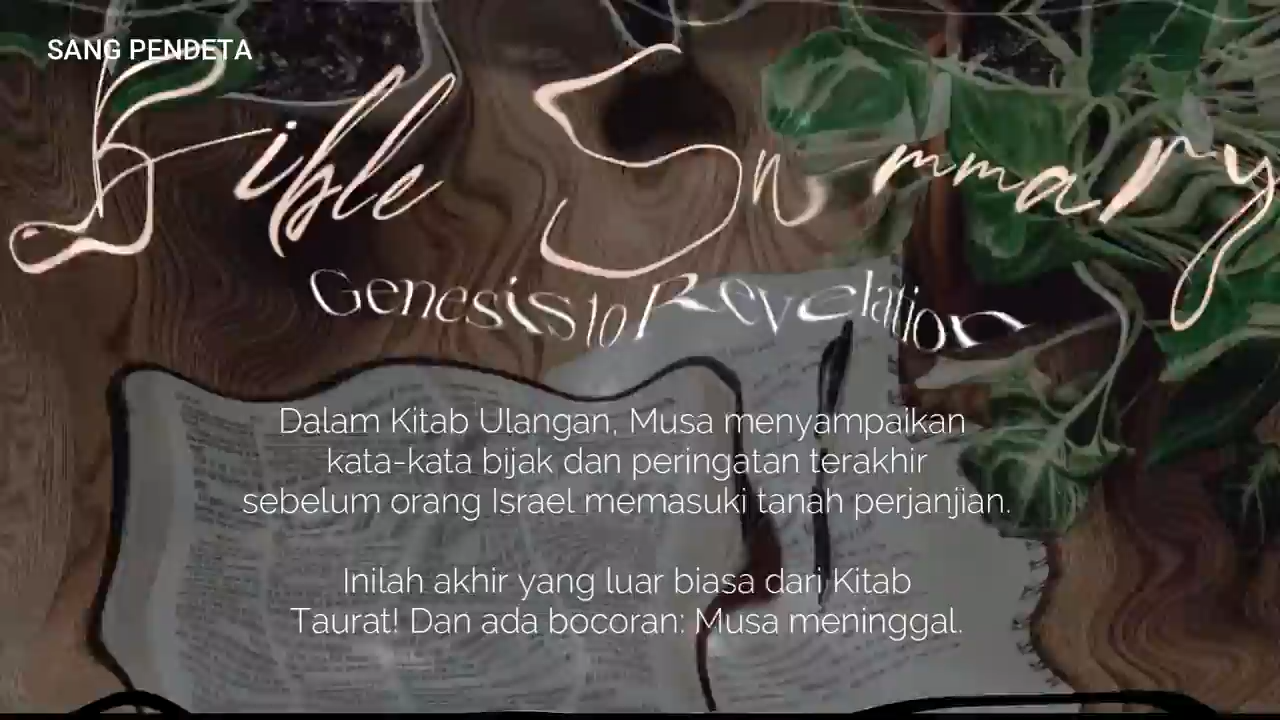 SANG PENDETA
Bible Summary
Genesis to Revelation
Dalam Kitab Ulangan, Musa menyampaikan
kata-kata bijak dan peringatan terakhir
sebelum orang Israel memasuki tanah perjanjian.
Inilah akhir yang luar biasa dari Kitab
Taurat! Dan ada bocoran: Musa meninggal.